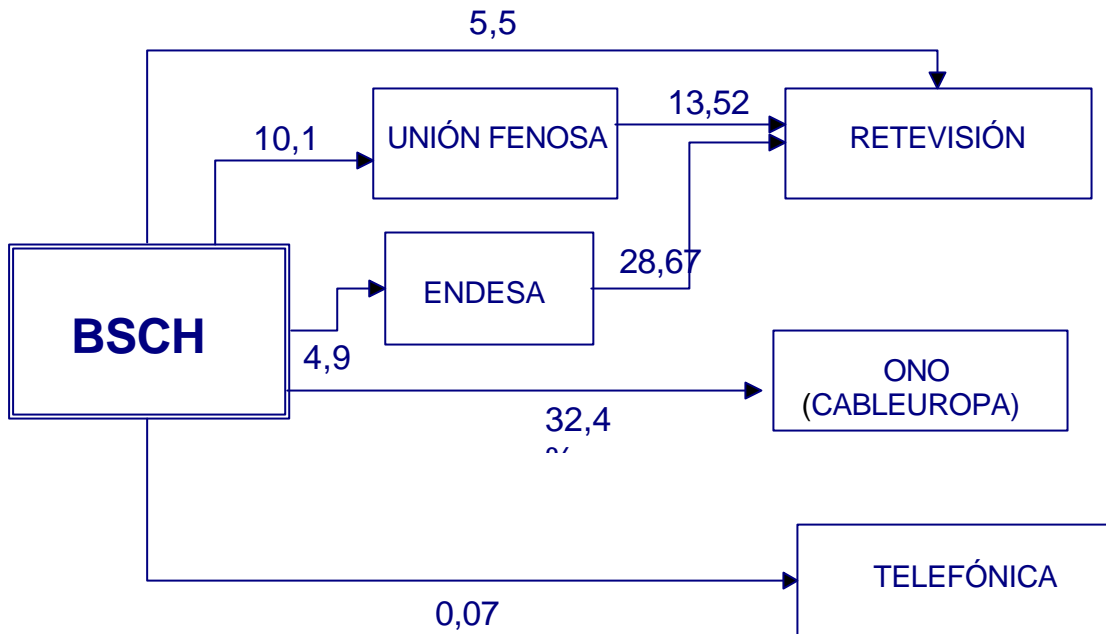 5,5
13,52
UNIÓN FENOSA
RETEVISIÓN
10,1
28,67
ENDESA
BSCH
4,9
ONO
(CABLEUROPA)
32,4
%
TELEFÓNICA
0,07